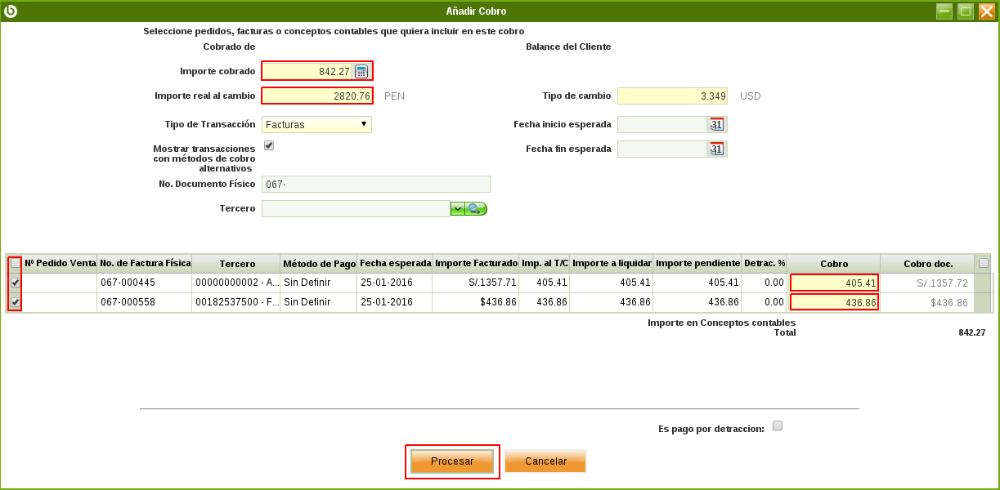 Añadir Cobro
Seleccione pedidos, facturas o conceptos contables que quiera incluir en este cobro
Cobrado de Balance del Cliente
Importe cobrado 842.27
Importe real al cambio 2820.76 PEN Tipo de cambio 3.349 USD
Tipo de Transacción Facturas Fecha inicio esperada 31
Mostrar transacciones con métodos de cobro alternativos Fecha fin esperada 31
No. Documento Físico 067-
Tercero
Nº Pedido Venta No. de Factura Física Tercero Método de Pago Fecha esperada Importe Facturado Imp. al T/C Importe a liquidar Importe pendiente Detrac. % Cobro Cobro doc.
067-000445 00000000002 - A... Sin Definir 25-01-2016 S/.1357.71 405.41 405.41 405.41 0.00 405.41 S/.1357.72
067-000558 00182537500 - F... Sin Definir 25-01-2016 $436.86 436.86 436.86 436.86 0.00 436.86 $436.86
Importe en Conceptos contables
Total 842.27
Es pago por detraccion:
Procesar Cancelar